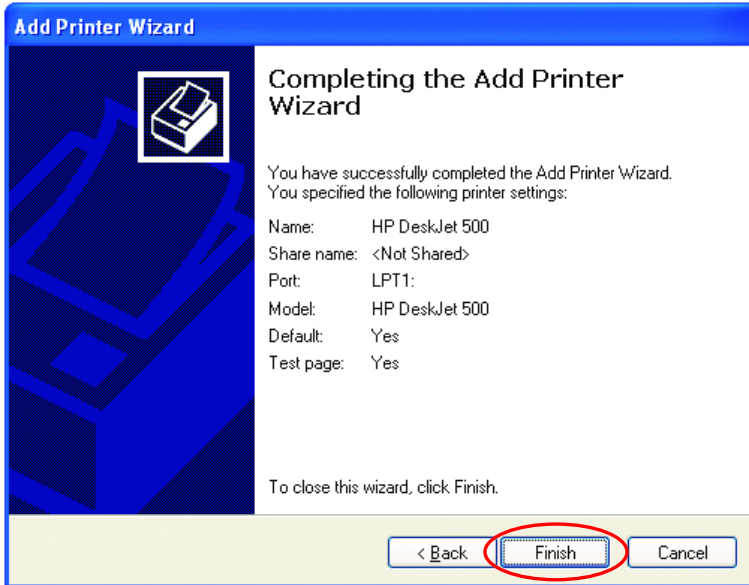 Add Printer Wizard
Completing the Add Printer
Wizard
You have successfully completed the Add Printer Wizard.
You specified the following printer settings:
Name: HP DeskJet 500
Share name: <Not Shared>
Port: LPT1:
Model: HP DeskJet 500
Default: Yes
Test page: Yes
To close this wizard, click Finish.
< Back Finish Cancel